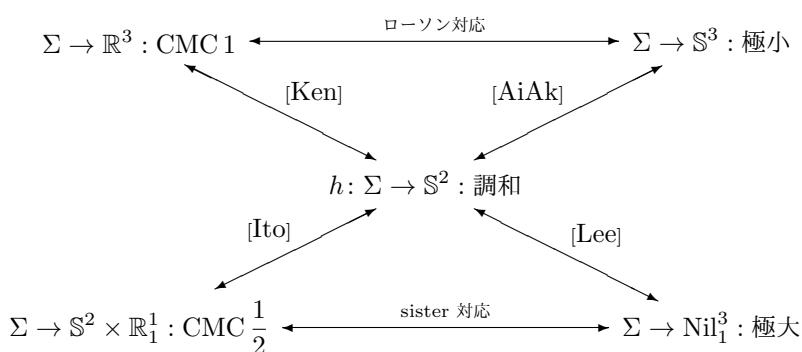 ローソン対応
Σ → ℝ³ : CMC 1
Σ → 𝕊³ : 極小
[Ken]
[AiAk]
h: Σ → 𝕊² : 調和
[Ito]
[Lee]
sister 対応
Σ → 𝕊² × ℝ¹₁ : CMC 1/2
Σ → Nil³₁ : 極大